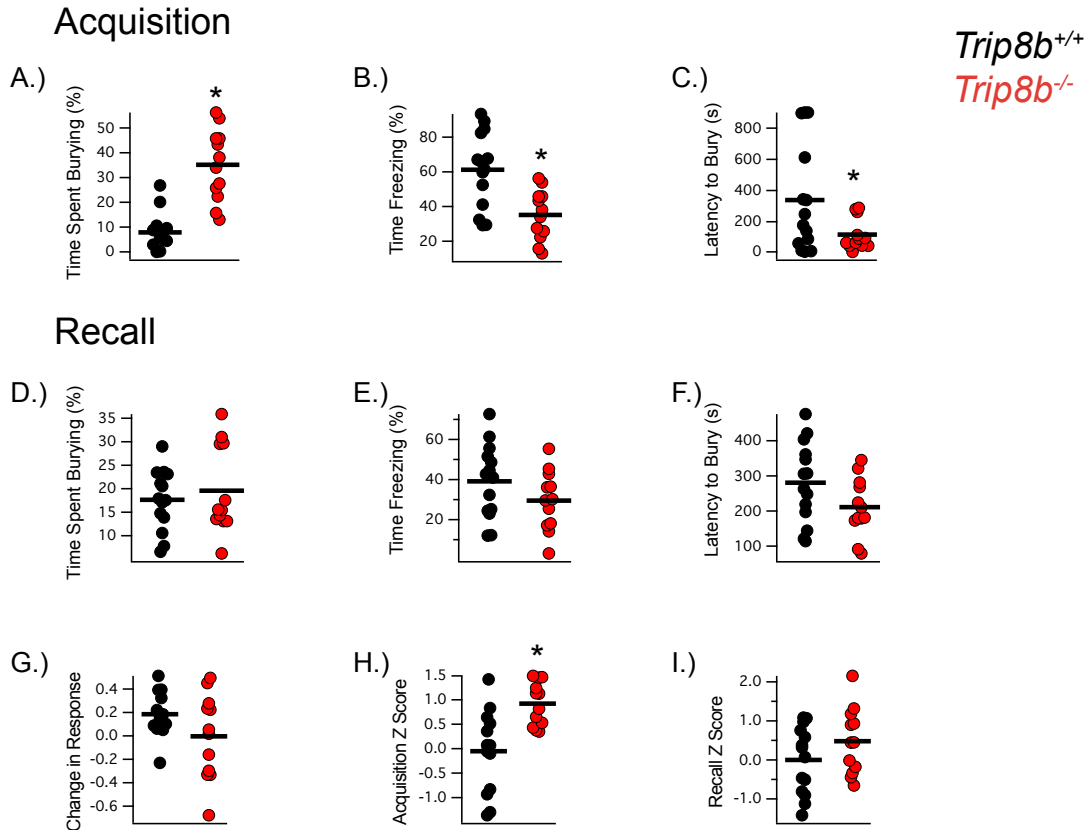 Acquisition
Trip8b+/+
Trip8b-/-
A.)
B.)
C.)
Time Spent Burying (%)
50
40
30
20
10
0
*
Time Freezing (%)
80
60
40
20
*
Latency to Bury (s)
800
600
400
200
0
*
Recall
D.)
E.)
F.)
Time Spent Burying (%)
35
30
25
20
15
10
Time Freezing (%)
60
40
20
Latency to Bury (s)
400
300
200
100
G.)
H.)
I.)
Change in Response
0.4
0.2
0.0
-0.2
-0.4
-0.6
Acquisition Z Score
1.5
1.0
0.5
0.0
-0.5
-1.0
*
Recall Z Score
2.0
1.0
0.0
-1.0